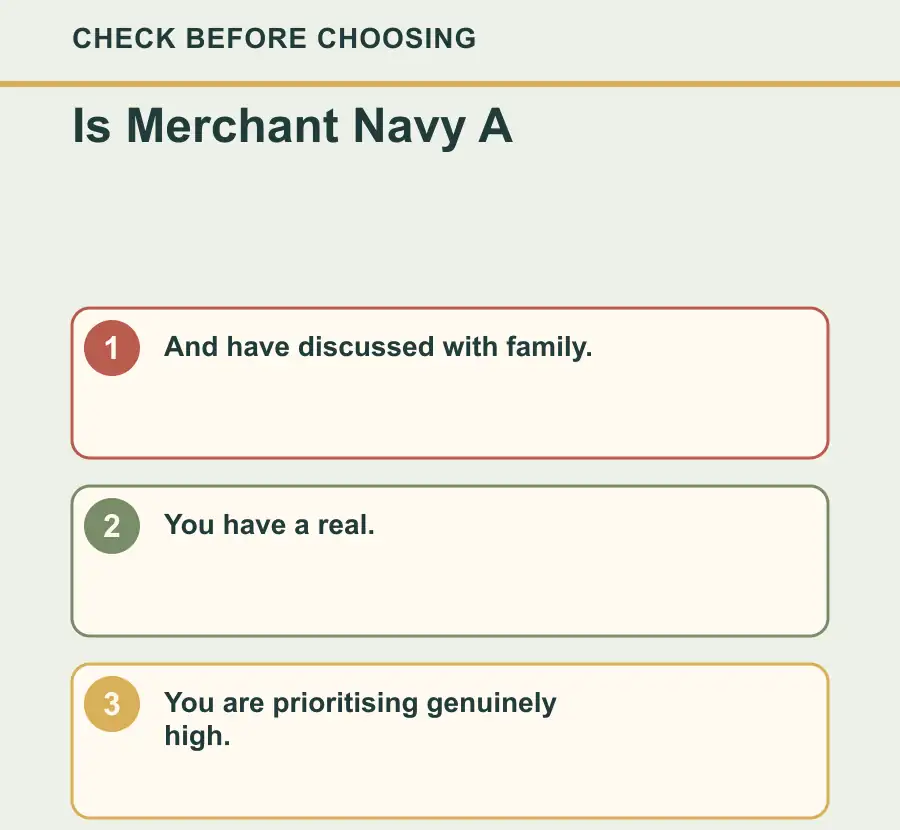 CHECK BEFORE CHOOSING
Is Merchant Navy A
1
And have discussed with family.
2
You have a real.
3
You are prioritising genuinely
high.